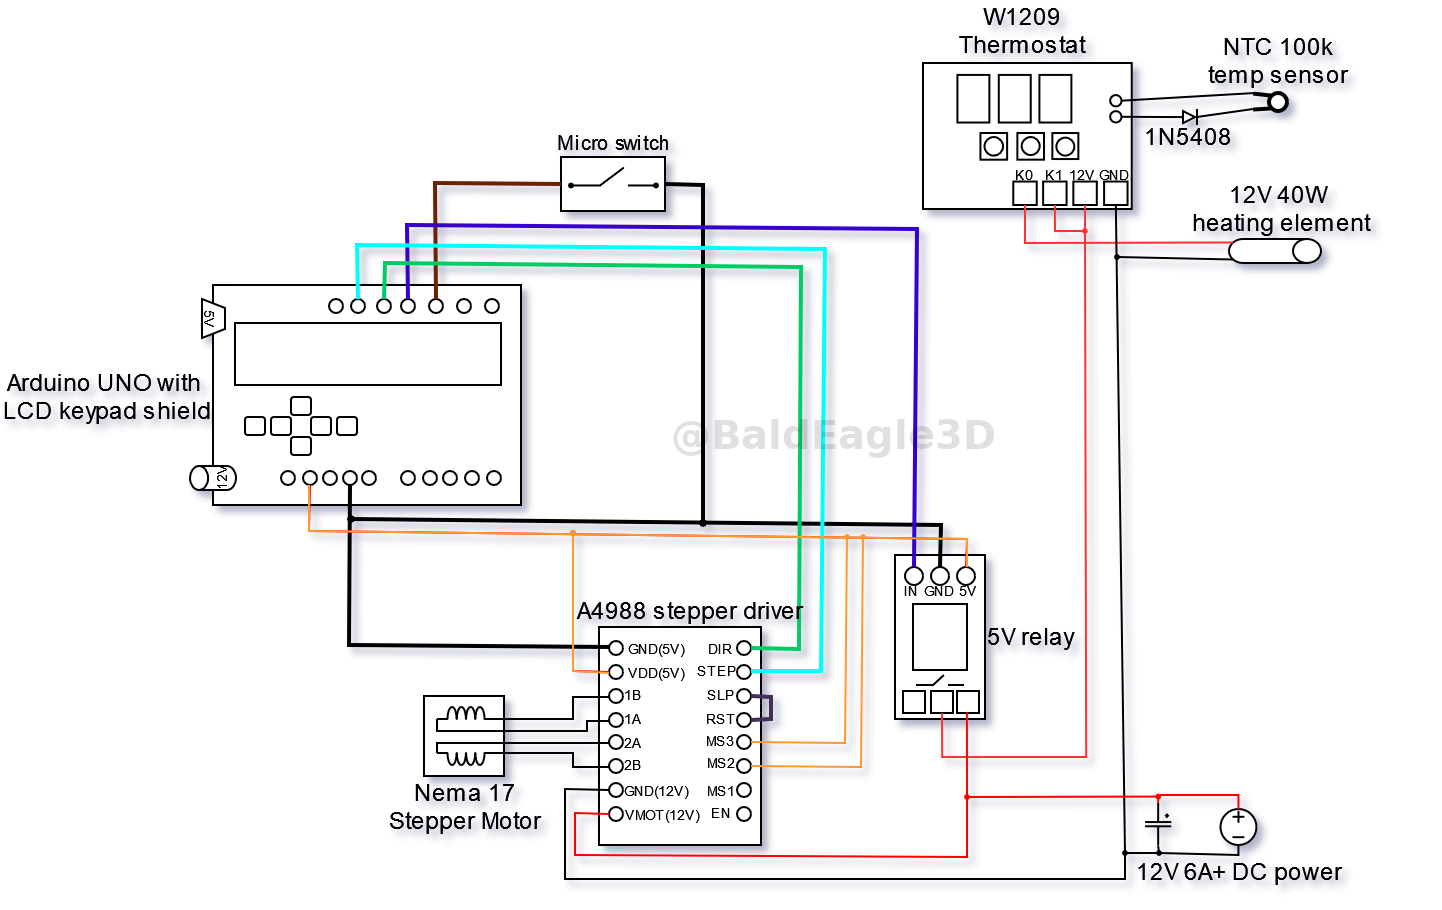 W1209
Thermostat
NTC 100k
temp sensor
1N5408
K0 K1 12V GND
12V 40W
heating element
Micro switch
5V
Arduino UNO with
LCD keypad shield
12V
@BaldEagle3D
IN GND 5V
5V relay
A4988 stepper driver
GND(5V) DIR
VDD(5V) STEP
1B SLP
1A RST
2A MS3
2B MS2
GND(12V) MS1
VMOT(12V) EN
Nema 17
Stepper Motor
12V 6A+ DC power